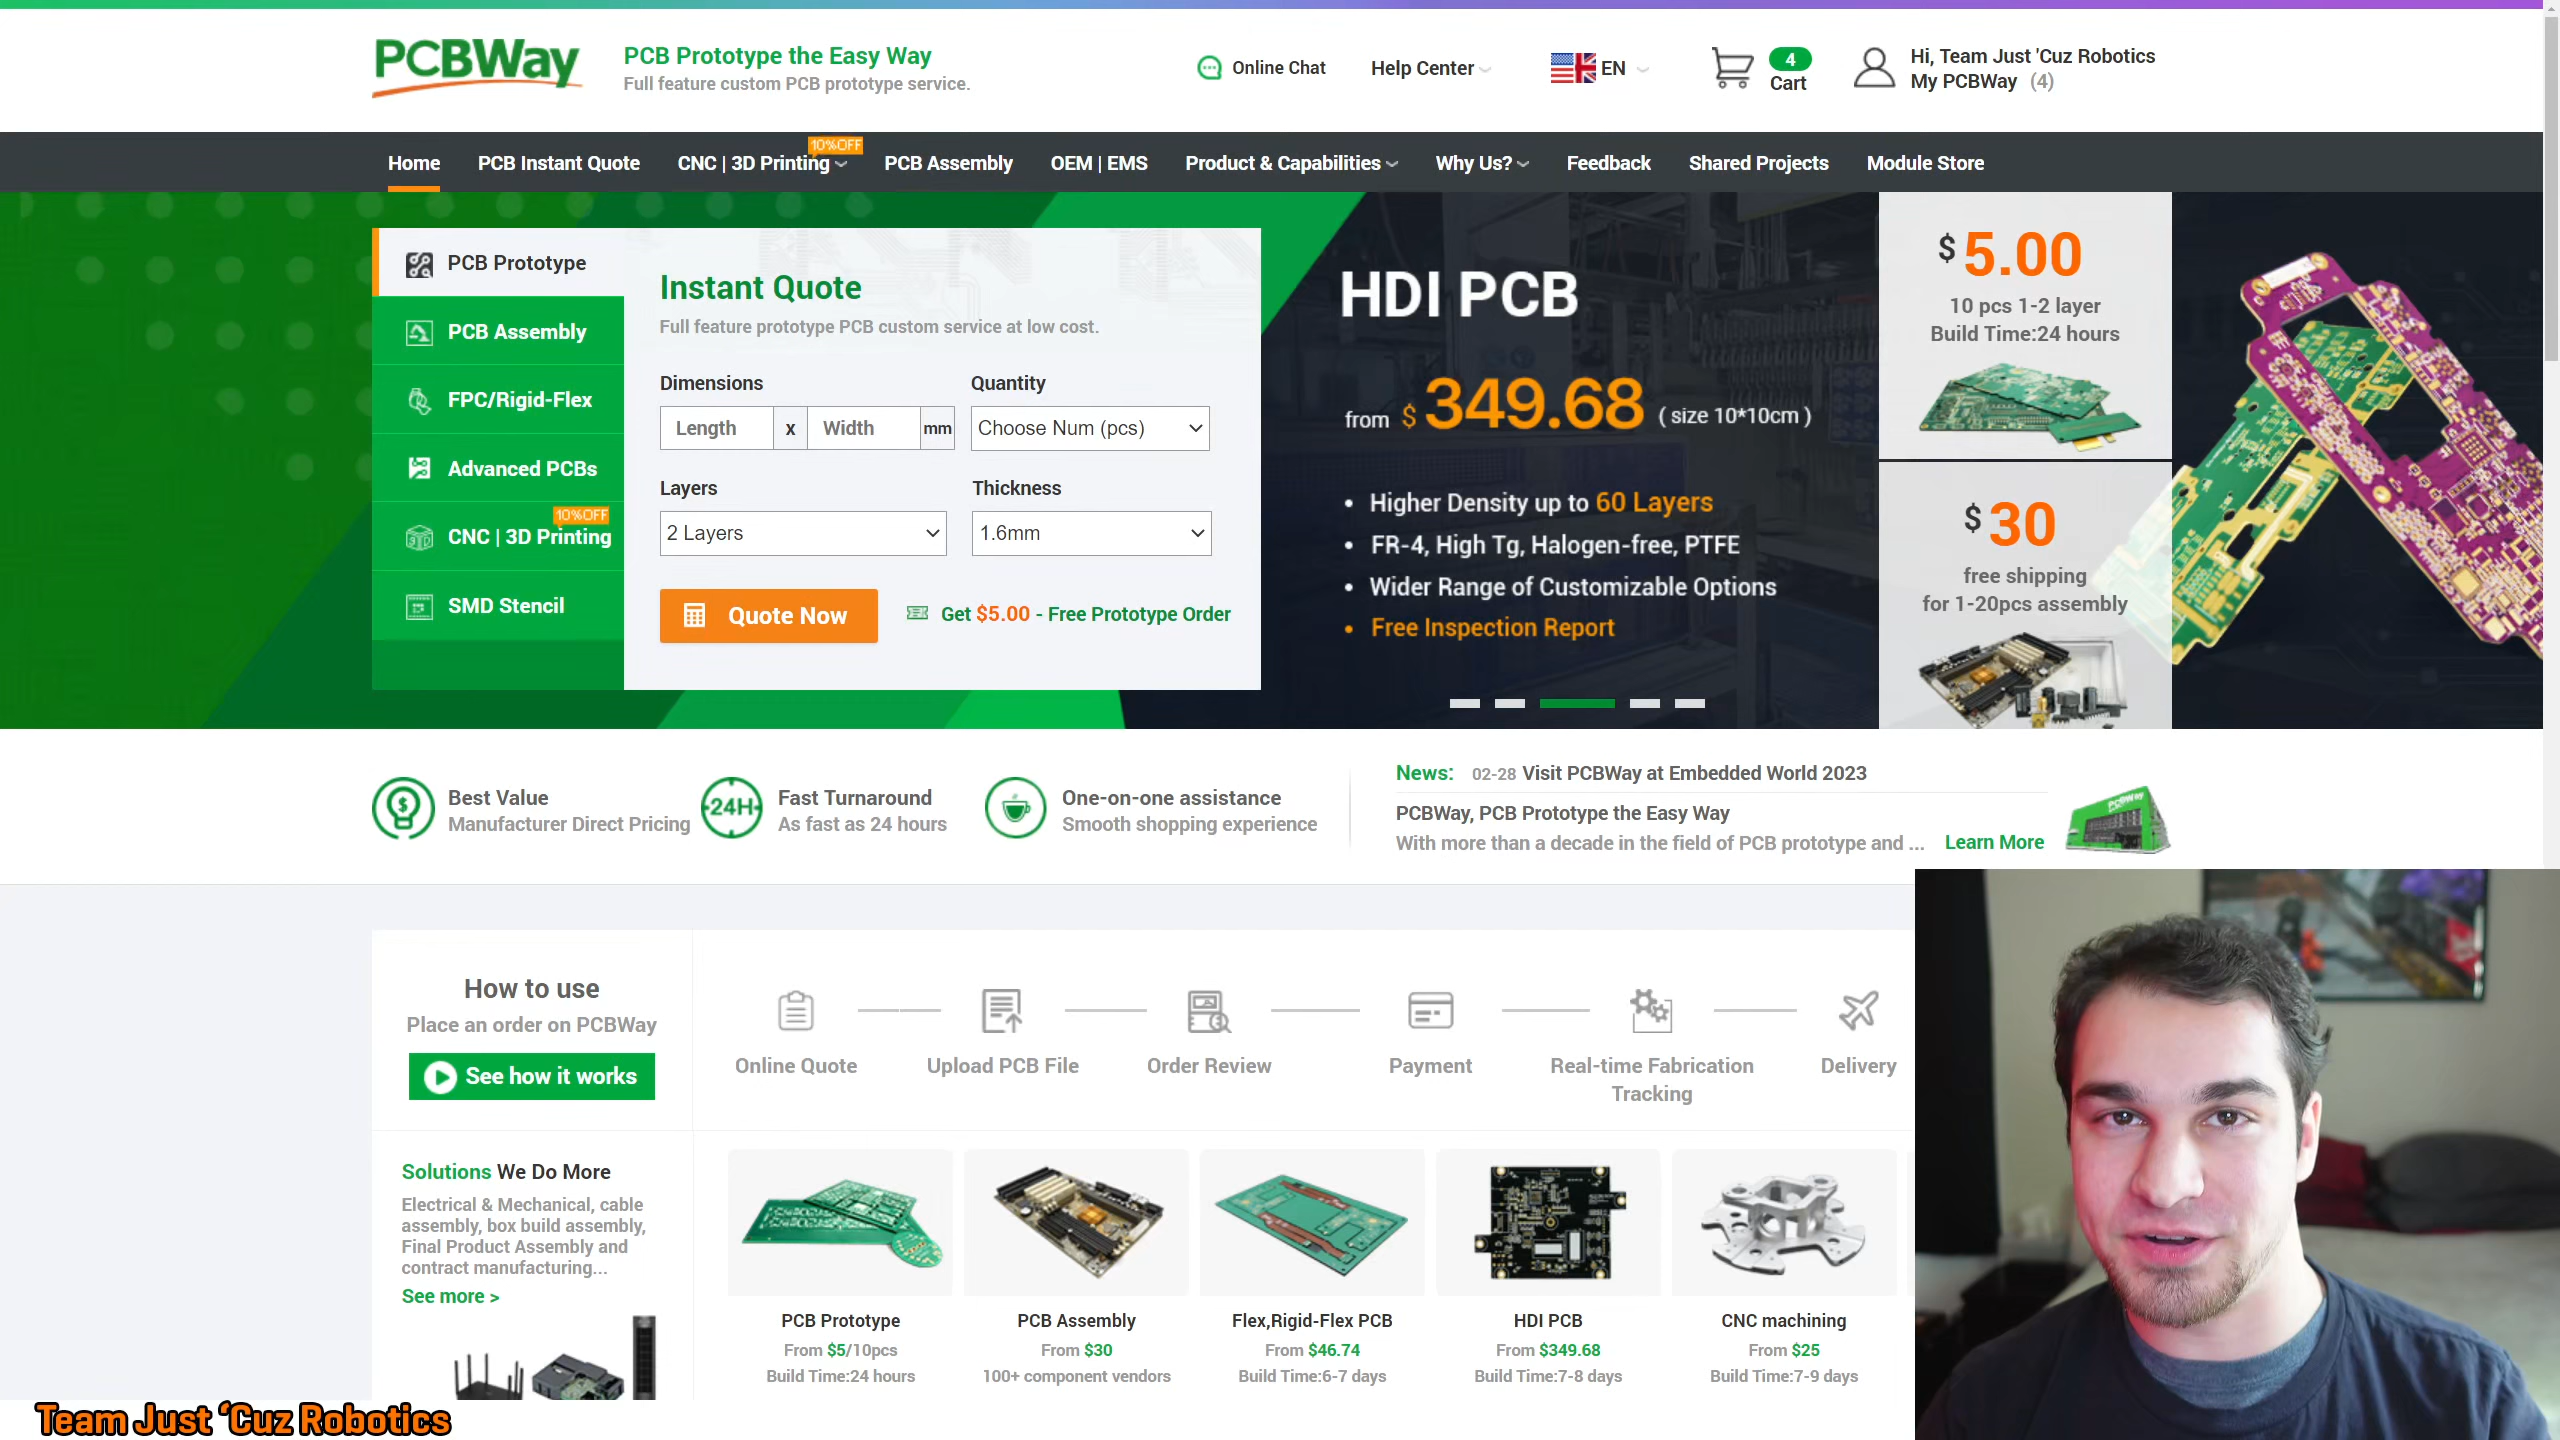 PCBWay
PCB Prototype the Easy Way
Full feature custom PCB prototype service.
Online Chat
Help Center
EN
4
Cart
Hi, Team Just 'Cuz Robotics
My PCBWay (4)
Home
PCB Instant Quote
CNC | 3D Printing
10%OFF
PCB Assembly
OEM | EMS
Product & Capabilities
Why Us?
Feedback
Shared Projects
Module Store
PCB Prototype
PCB Assembly
FPC/Rigid-Flex
Advanced PCBs
10%OFF
CNC | 3D Printing
SMD Stencil
Instant Quote
Full feature prototype PCB custom service at low cost.
Dimensions
Quantity
Length x Width mm
Choose Num (pcs)
Layers
Thickness
2 Layers
1.6mm
Quote Now
Get $5.00 - Free Prototype Order
HDI PCB
from $349.68 ( size 10*10cm )
• Higher Density up to 60 Layers
• FR-4, High Tg, Halogen-free, PTFE
• Wider Range of Customizable Options
• Free Inspection Report
$5.00
10 pcs 1-2 layer
Build Time:24 hours
$30
free shipping
for 1-20pcs assembly
Best Value
Manufacturer Direct Pricing
24H
Fast Turnaround
As fast as 24 hours
One-on-one assistance
Smooth shopping experience
News: 02-28 Visit PCBWay at Embedded World 2023
PCBWay, PCB Prototype the Easy Way
With more than a decade in the field of PCB prototype and ... Learn More
PCBWay
How to use
Place an order on PCBWay
See how it works
Online Quote
Upload PCB File
Order Review
Payment
Real-time Fabrication
Tracking
Delivery
Solutions We Do More
Electrical & Mechanical, cable
assembly, box build assembly,
Final Product Assembly and
contract manufacturing...
See more >
PCB Prototype
From $5/10pcs
Build Time:24 hours
PCB Assembly
From $30
100+ component vendors
Flex,Rigid-Flex PCB
From $46.74
Build Time:6-7 days
HDI PCB
From $349.68
Build Time:7-8 days
CNC machining
From $25
Build Time:7-9 days
Team Just ‘Cuz Robotics